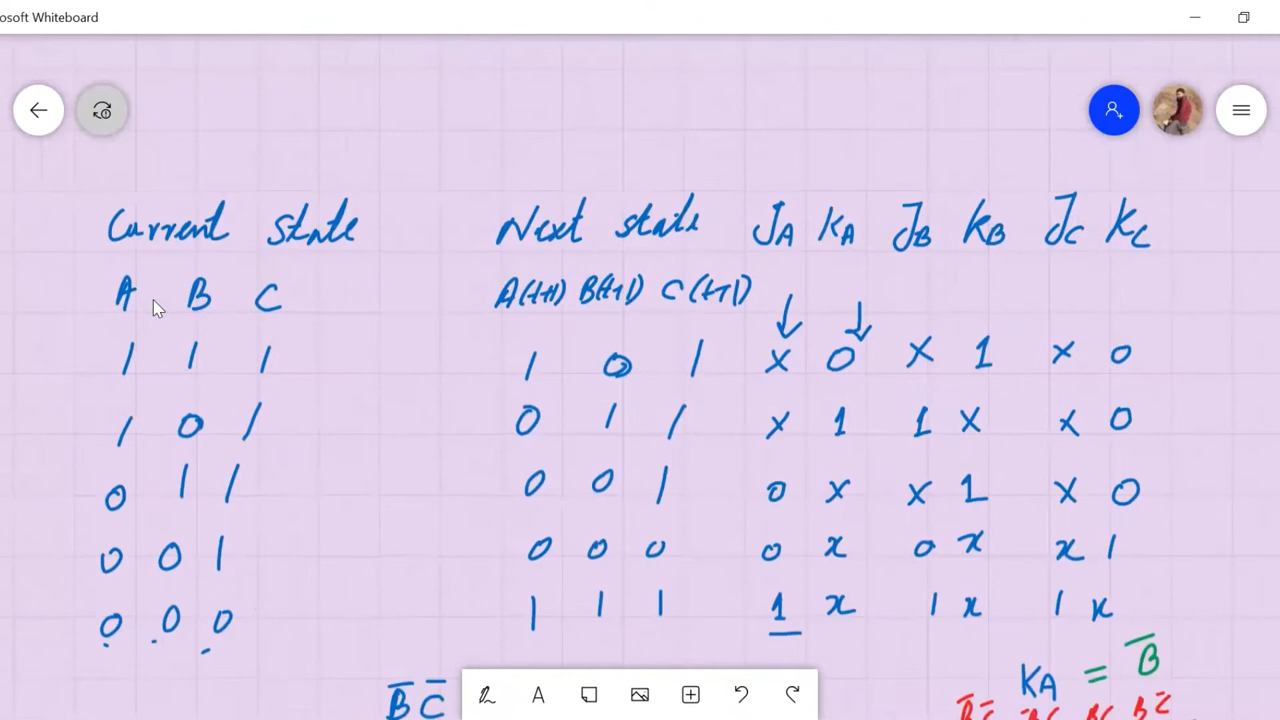 osoft Whiteboard
Current State Next state JA KA JB KB JC KC
A B C A(t+1) B(t+1) C(t+1)
1 1 1 1 0 1 x 0 x 1 x 0
1 0 1 0 1 1 x 1 1 x x 0
0 1 1 0 0 1 0 x x 1 x 0
0 0 1 0 0 0 0 x 0 x x 1
0 0 0 1 1 1 1 x 1 x 1 x
KA = B̅
B̅ C̅